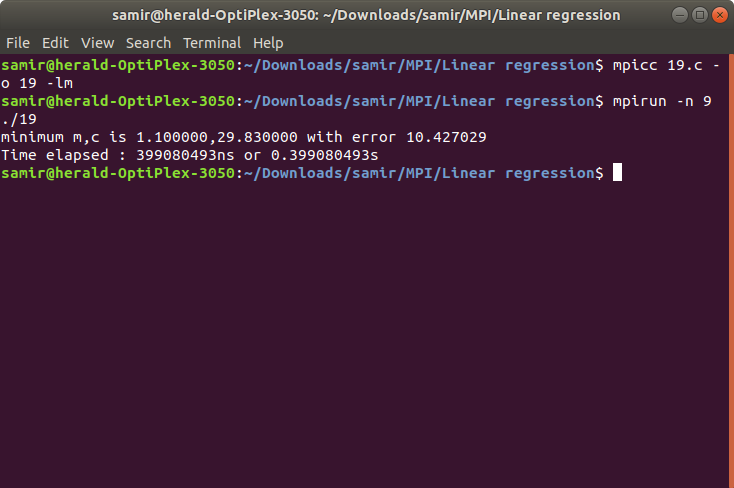 samir@herald-OptiPlex-3050: ~/Downloads/samir/MPI/Linear regression
File Edit View Search Terminal Help
samir@herald-OptiPlex-3050:~/Downloads/samir/MPI/Linear regression$ mpicc 19.c -
o 19 -lm
samir@herald-OptiPlex-3050:~/Downloads/samir/MPI/Linear regression$ mpirun -n 9
./19
minimum m,c is 1.100000,29.830000 with error 10.427029
Time elapsed : 399080493ns or 0.399080493s
samir@herald-OptiPlex-3050:~/Downloads/samir/MPI/Linear regression$